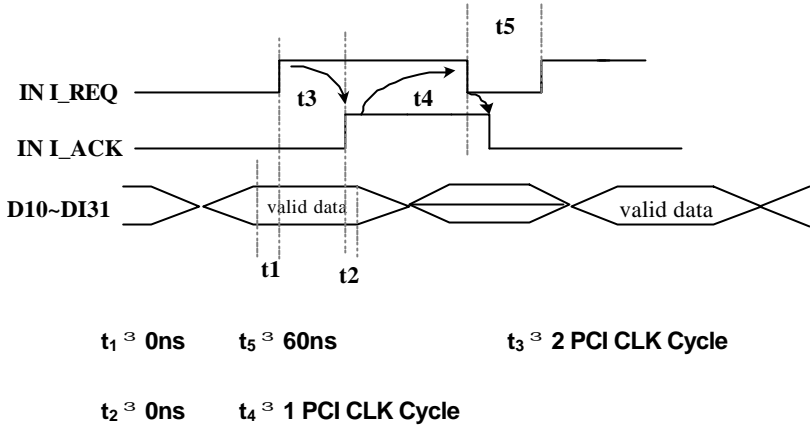 t5
IN I_REQ
t3
t4
IN I_ACK
D10~DI31
valid data
valid data
t1
t2
t1 ³ 0ns t5 ³ 60ns t3 ³ 2 PCI CLK Cycle
t2 ³ 0ns t4 ³ 1 PCI CLK Cycle